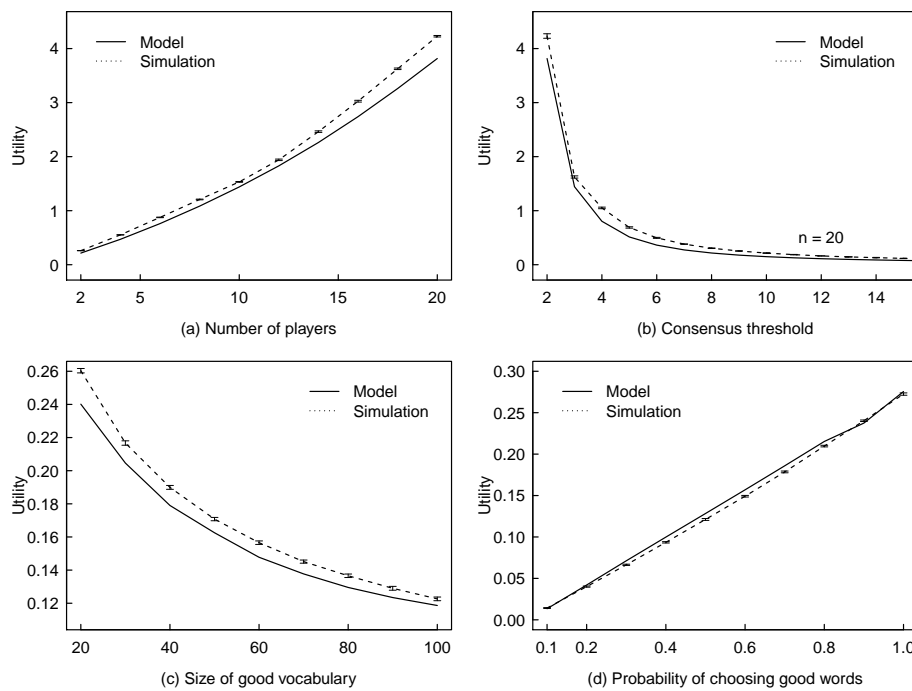 4
3
2
1
0
Utility
Model
Simulation
2 5 10 15 20
(a) Number of players
4
3
2
1
0
Utility
Model
Simulation
n = 20
2 4 6 8 10 12 14
(b) Consensus threshold
0.26
0.24
0.22
0.20
0.18
0.16
0.14
0.12
Utility
Model
Simulation
20 40 60 80 100
(c) Size of good vocabulary
0.30
0.25
0.20
0.15
0.10
0.05
0.00
Utility
Model
Simulation
0.1 0.2 0.4 0.6 0.8 1.0
(d) Probability of choosing good words